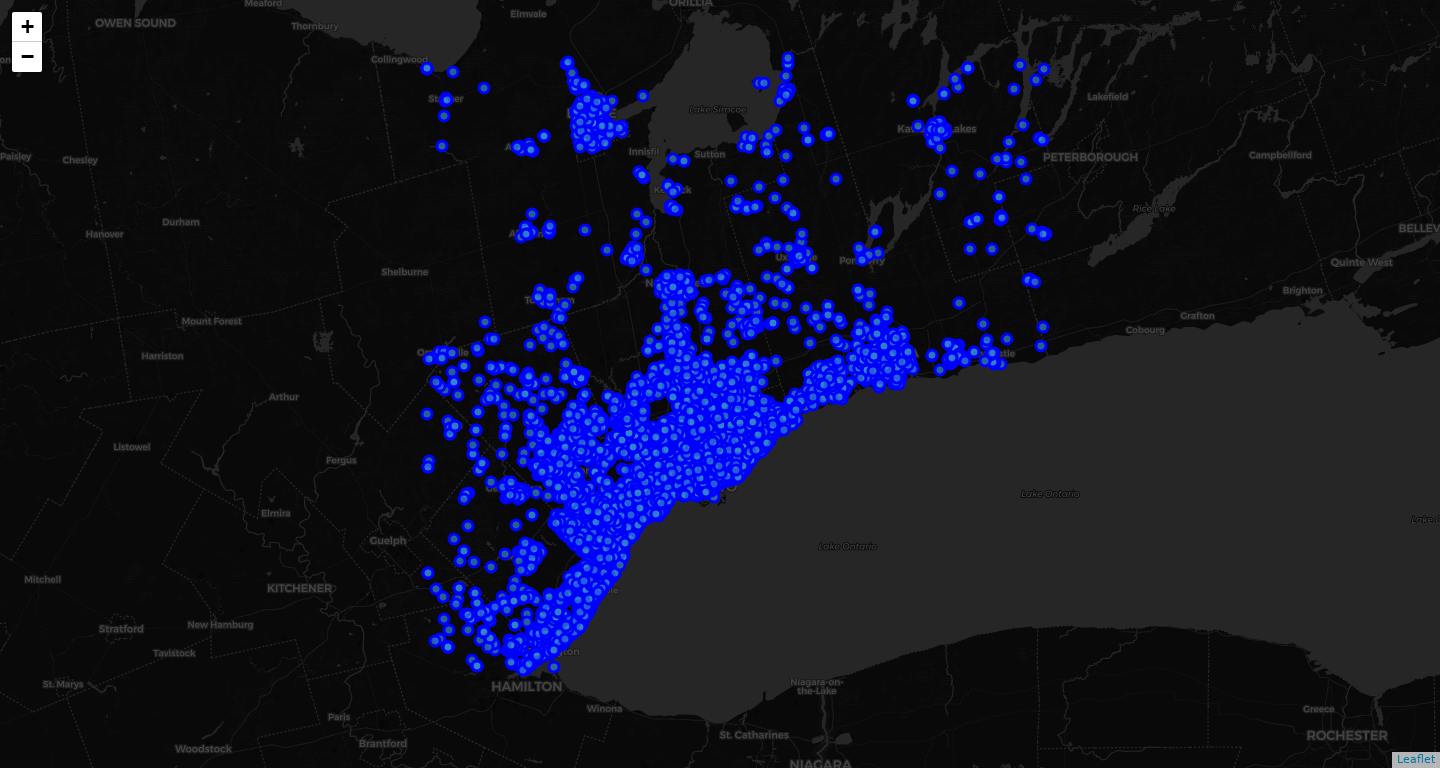 +
−
Meaford
ORILLIA
Elmvale
OWEN SOUND
Thornbury
Collingwood
Lakefield
Lake Simcoe
Paisley
Chesley
Innisfil
Sutton
PETERBOROUGH
Campbellford
Rice Lake
Durham
Hanover
BELLEV
Quinte West
Shelburne
Brighton
Mount Forest
Grafton
Cobourg
Harriston
Arthur
Listowel
Fergus
Lake Ontario
Elmira
Guelph
Lake Ontario
Mitchell
KITCHENER
New Hamburg
Stratford
Tavistock
St. Marys
HAMILTON
Niagara-on-
the-Lake
Winona
Greece
Paris
St. Catharines
ROCHESTER
Brantford
Woodstock
NIAGARA
Leaflet